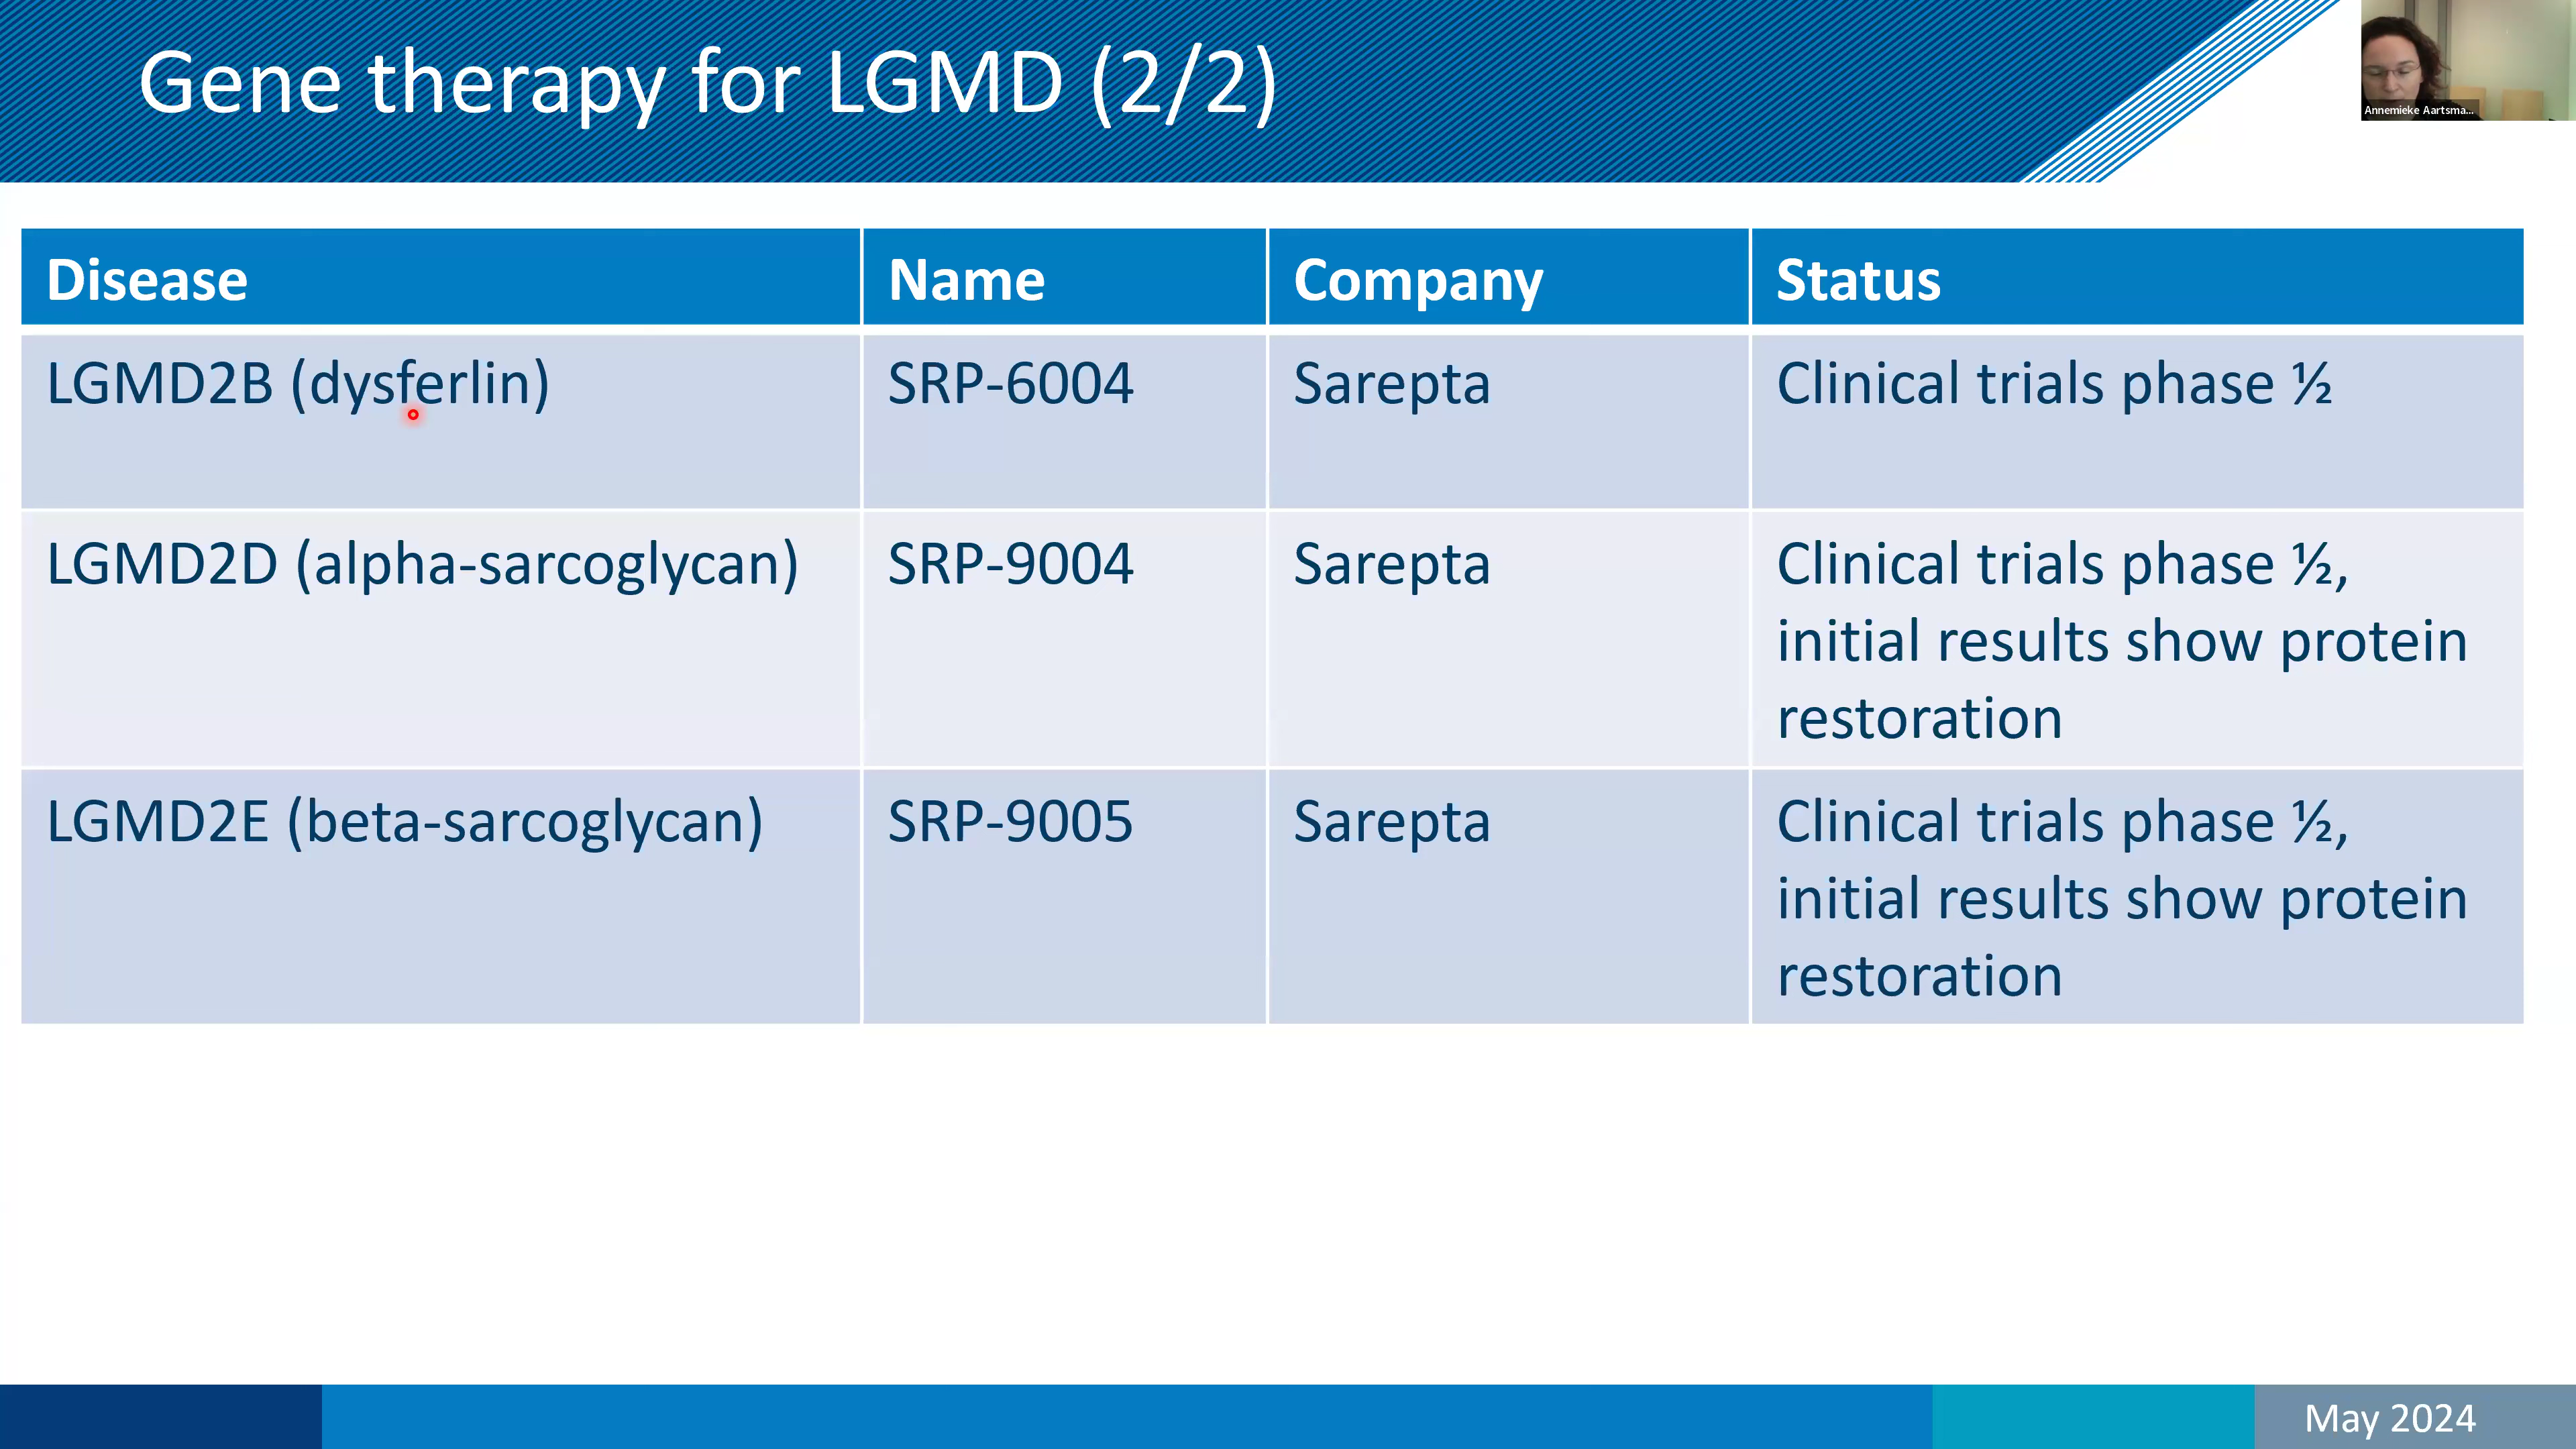 Gene therapy for LGMD (2/2)
Annemieke Aartsma...
Disease Name Company Status
LGMD2B (dysferlin) SRP-6004 Sarepta Clinical trials phase ½
LGMD2D (alpha-sarcoglycan) SRP-9004 Sarepta Clinical trials phase ½,
initial results show protein
restoration
LGMD2E (beta-sarcoglycan) SRP-9005 Sarepta Clinical trials phase ½,
initial results show protein
restoration
May 2024